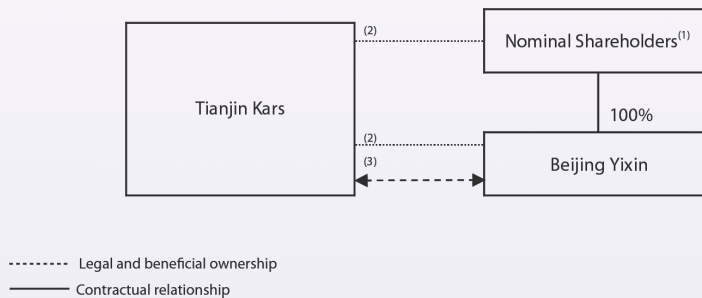 (2)
Nominal Shareholders(1)
Tianjin Kars
100%
(2)
(3)
Beijing Yixin
Legal and beneficial ownership
Contractual relationship